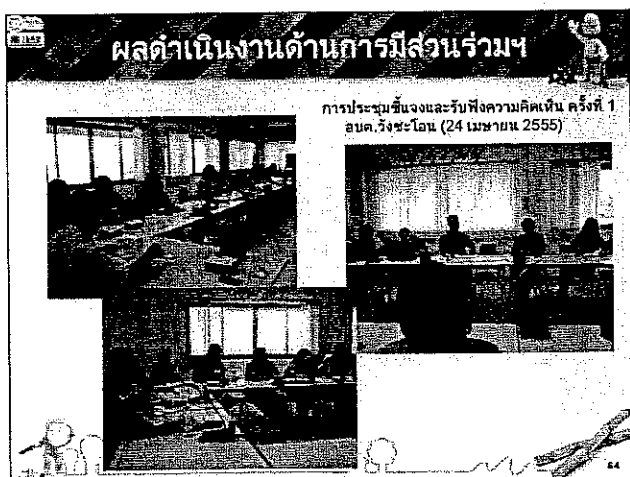 ผลดำเนินงานด้านการมีส่วนร่วมฯ
การประชุมชี้แจงและรับฟังความคิดเห็น ครั้งที่ 1
อบต.วังชะโอน (24 เมษายน 2555)
64